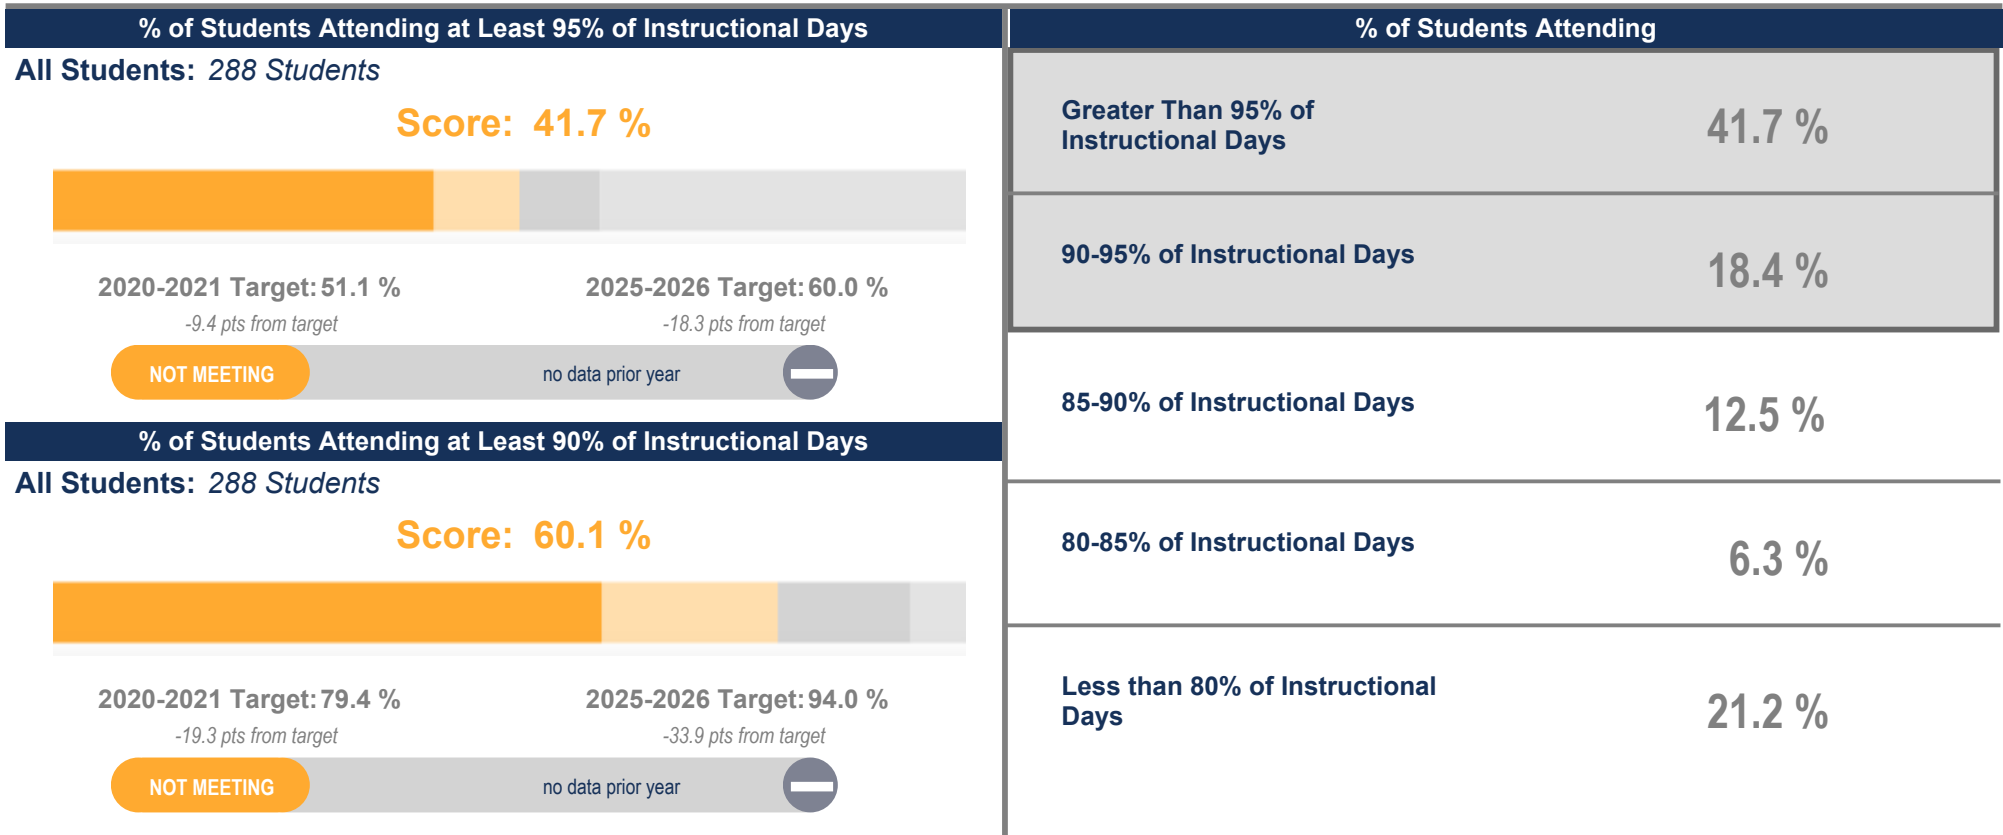 % of Students Attending at Least 95% of Instructional Days
All Students: 288 Students
Score: 41.7 %
2020-2021 Target: 51.1 %
-9.4 pts from target
2025-2026 Target: 60.0 %
-18.3 pts from target
NOT MEETING
no data prior year
% of Students Attending at Least 90% of Instructional Days
All Students: 288 Students
Score: 60.1 %
2020-2021 Target: 79.4 %
-19.3 pts from target
2025-2026 Target: 94.0 %
-33.9 pts from target
NOT MEETING
no data prior year
% of Students Attending
Greater Than 95% of
Instructional Days
41.7 %
90-95% of Instructional Days
18.4 %
85-90% of Instructional Days
12.5 %
80-85% of Instructional Days
6.3 %
Less than 80% of Instructional
Days
21.2 %